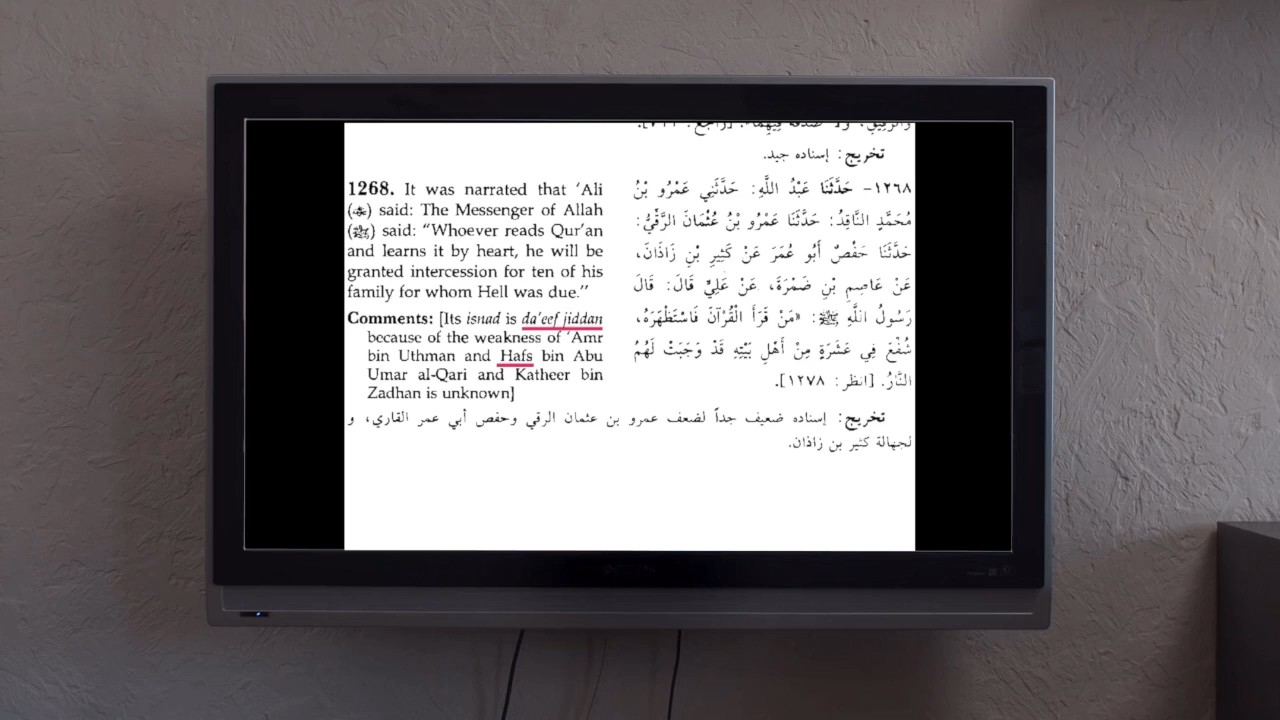 تخريج: إسناده جيد.
1268. It was narrated that 'Ali
(﵁) said: The Messenger of Allah
(ﷺ) said: "Whoever reads Qur'an
and learns it by heart, he will be
granted intercession for ten of his
family for whom Hell was due."
Comments: [Its isnad is da'eef jiddan
because of the weakness of 'Amr
bin Uthman and Hafs bin Abu
Umar al-Qari and Katheer bin
Zadhan is unknown]
١٢٦٨- حَدَّثَنَا عَبْدُ اللَّهِ: حَدَّثَنِي عَمْرُو بْنُ
مُحَمَّدٍ النَّاقِدُ: حَدَّثَنَا عَمْرُو بْنُ عُثْمَانَ الرَّقِّيُّ:
حَدَّثَنَا حَفْصٌ أَبُو عُمَرَ عَنْ كَثِيرِ بْنِ زَاذَانَ،
عَنْ عَاصِمِ بْنِ ضَمْرَةَ، عَنْ عَلِيٍّ قَالَ: قَالَ
رَسُولُ اللَّهِ ﷺ: «مَنْ قَرَأَ الْقُرْآنَ فَاسْتَظْهَرَهُ،
شُفِّعَ فِي عَشَرَةٍ مِنْ أَهْلِ بَيْتِهِ قَدْ وَجَبَتْ لَهُمُ
النَّارُ. [انظر: ١٢٧٨].
تخريج: إسناده ضعيف جداً لضعف عمرو بن عثمان الرقي وحفص أبي عمر القاري، و
لجهالة كثير بن زاذان.